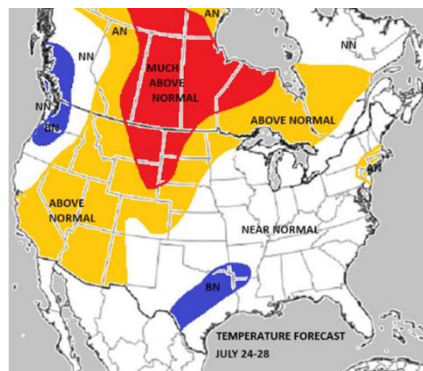 AN
AN
NN
NN
MUCH
ABOVE
NORMAL
NN
BN
ABOVE NORMAL
AN
ABOVE
NORMAL
NEAR NORMAL
BN
TEMPERATURE FORECAST
JULY 24-28